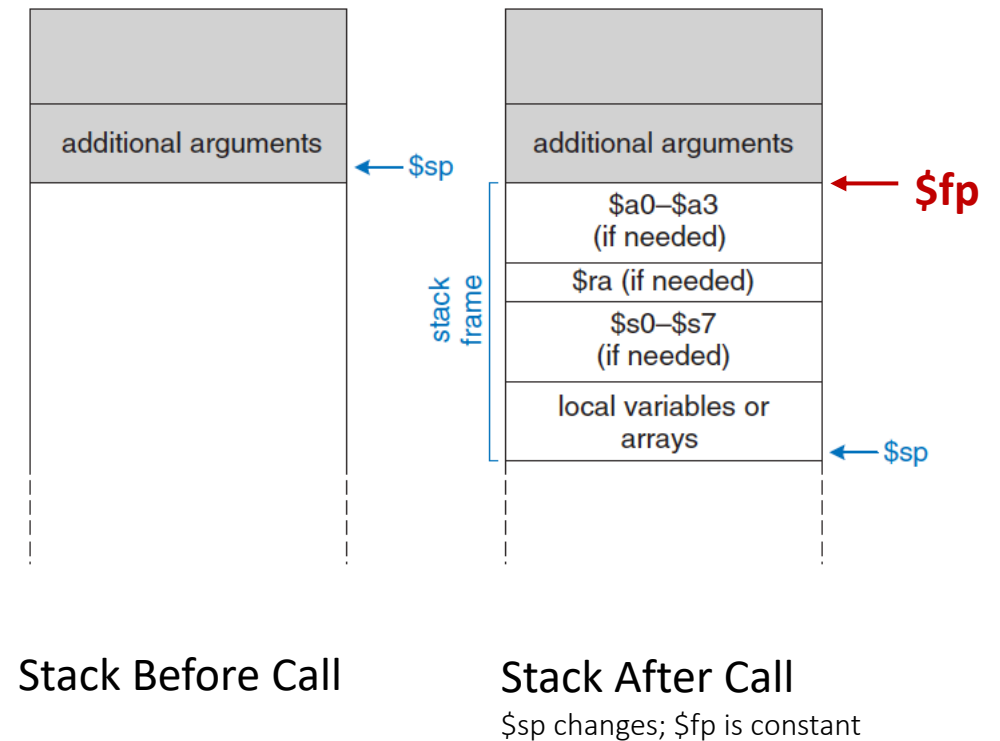 additional arguments
$sp
Stack Before Call
additional arguments
$fp
$a0–$a3
(if needed)
$ra (if needed)
$s0–$s7
(if needed)
local variables or
arrays
stack
frame
$sp
Stack After Call
$sp changes; $fp is constant